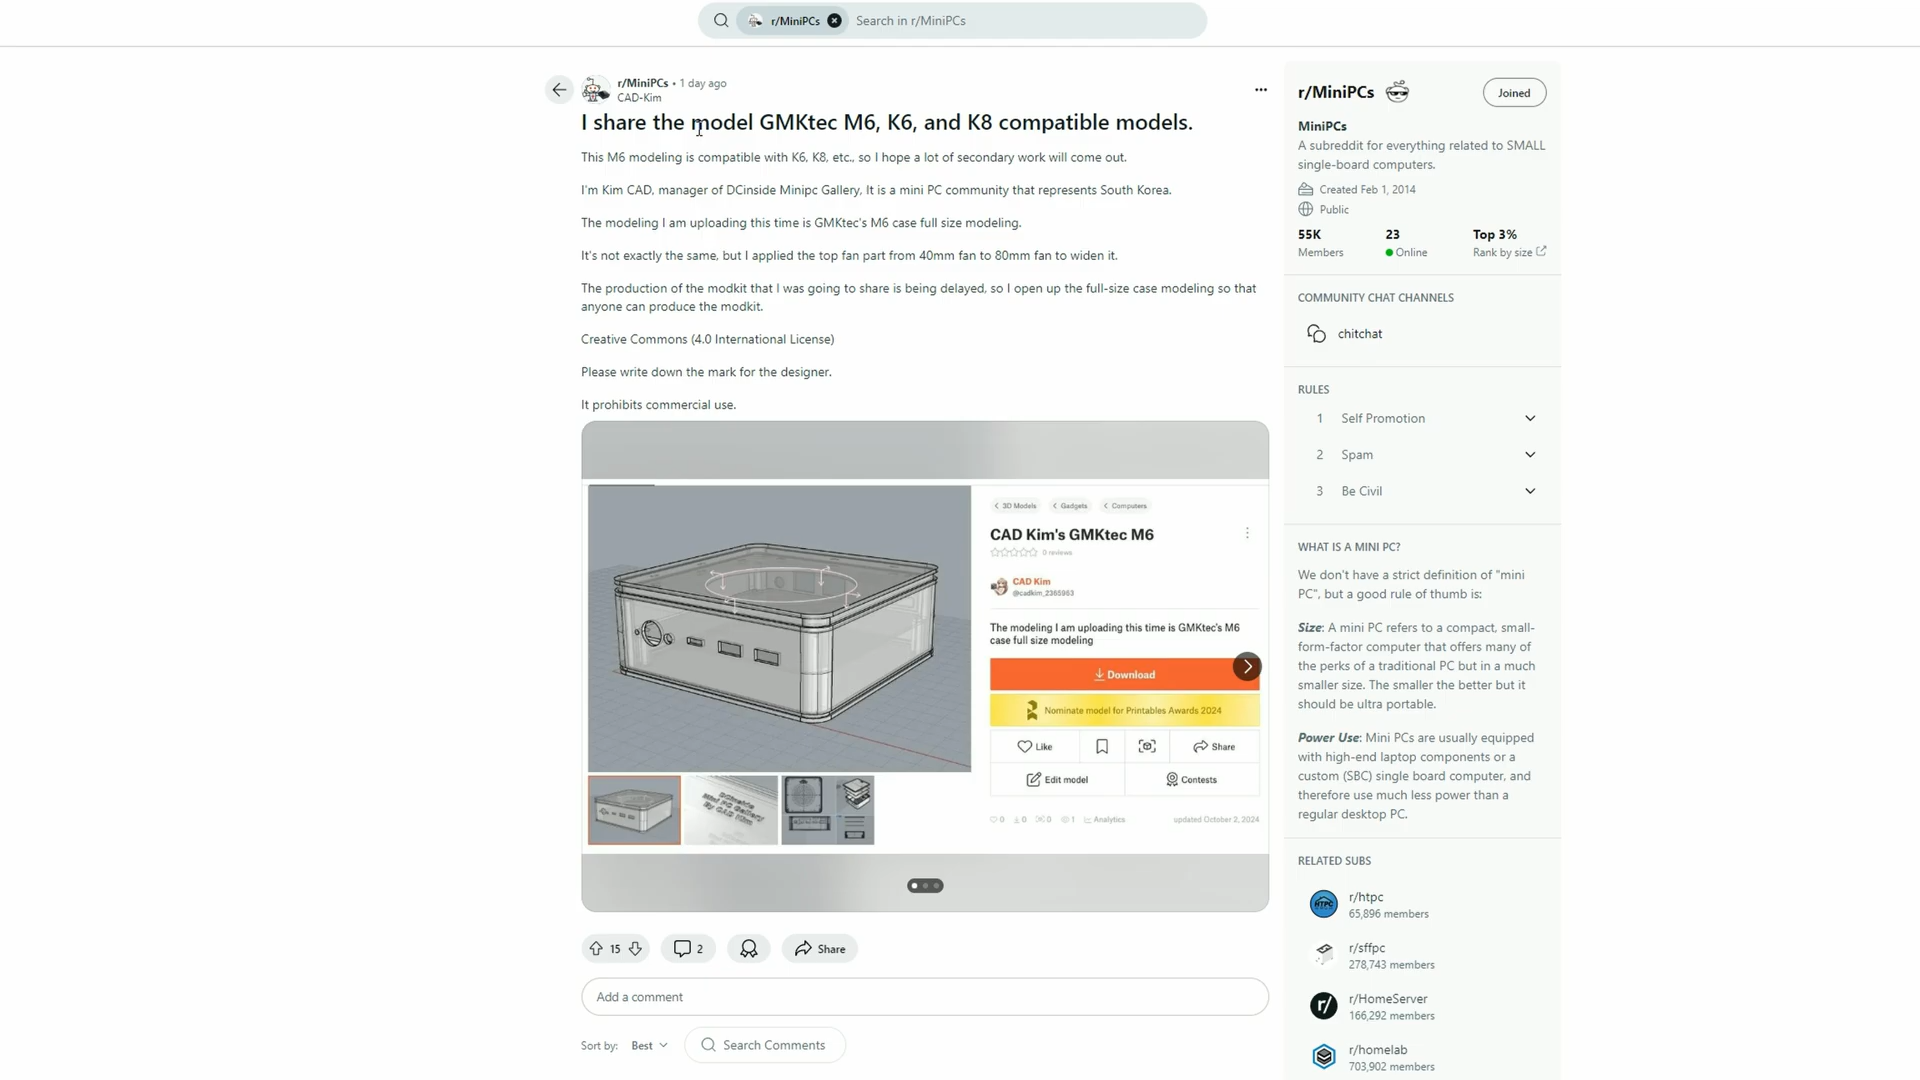 r/MiniPCs
Search in r/MiniPCs
r/MiniPCs • 1 day ago
CAD-Kim
I share the model GMKtec M6, K6, and K8 compatible models.
This M6 modeling is compatible with K6, K8, etc., so I hope a lot of secondary work will come out.
I'm Kim CAD, manager of DCinside Minipc Gallery, It is a mini PC community that represents South Korea.
The modeling I am uploading this time is GMKtec's M6 case full size modeling.
It's not exactly the same, but I applied the top fan part from 40mm fan to 80mm fan to widen it.
The production of the modkit that I was going to share is being delayed, so I open up the full-size case modeling so that
anyone can produce the modkit.
Creative Commons (4.0 International License)
Please write down the mark for the designer.
It prohibits commercial use.
3D Models
Gadgets
Computers
CAD Kim's GMKtec M6
0 reviews
CAD Kim
@cadkim_2365963
The modeling I am uploading this time is GMKtec's M6
case full size modeling
Download
Nominate model for Printables Awards 2024
Like
Share
Edit model
Contests
0 0 0 1 Analytics updated October 2, 2024
DCinside
Mini PC Gallery
By CAD Kim
15
2
Share
Add a comment
Sort by: Best
Search Comments
r/MiniPCs
Joined
MiniPCs
A subreddit for everything related to SMALL
single-board computers.
Created Feb 1, 2014
Public
55K 23 Top 3%
Members Online Rank by size
COMMUNITY CHAT CHANNELS
chitchat
RULES
1 Self Promotion
2 Spam
3 Be Civil
WHAT IS A MINI PC?
We don't have a strict definition of "mini
PC", but a good rule of thumb is:
Size: A mini PC refers to a compact, small-
form-factor computer that offers many of
the perks of a traditional PC but in a much
smaller size. The smaller the better but it
should be ultra portable.
Power Use: Mini PCs are usually equipped
with high-end laptop components or a
custom (SBC) single board computer, and
therefore use much less power than a
regular desktop PC.
RELATED SUBS
HTPC
r/htpc
65,896 members
r/sffpc
278,743 members
r/
r/HomeServer
166,292 members
r/homelab
703,902 members